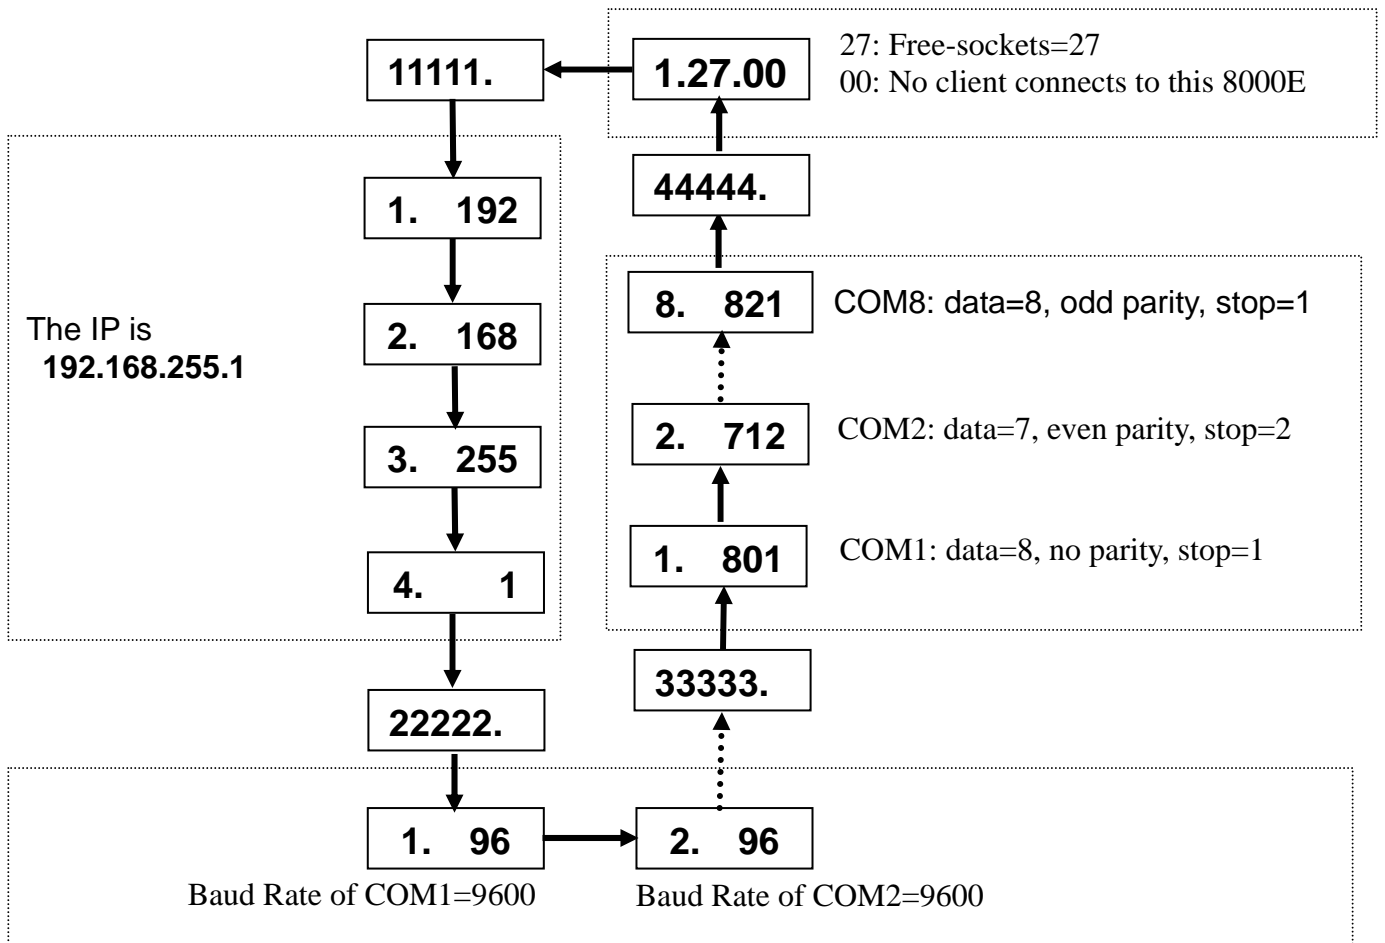 27: Free-sockets=27
00: No client connects to this 8000E
11111.
1.27.00
44444.
1. 192
2. 168
3. 255
4. 1
The IP is
192.168.255.1
8. 821
COM8: data=8, odd parity, stop=1
2. 712
COM2: data=7, even parity, stop=2
1. 801
COM1: data=8, no parity, stop=1
33333.
22222.
1. 96
2. 96
Baud Rate of COM1=9600
Baud Rate of COM2=9600